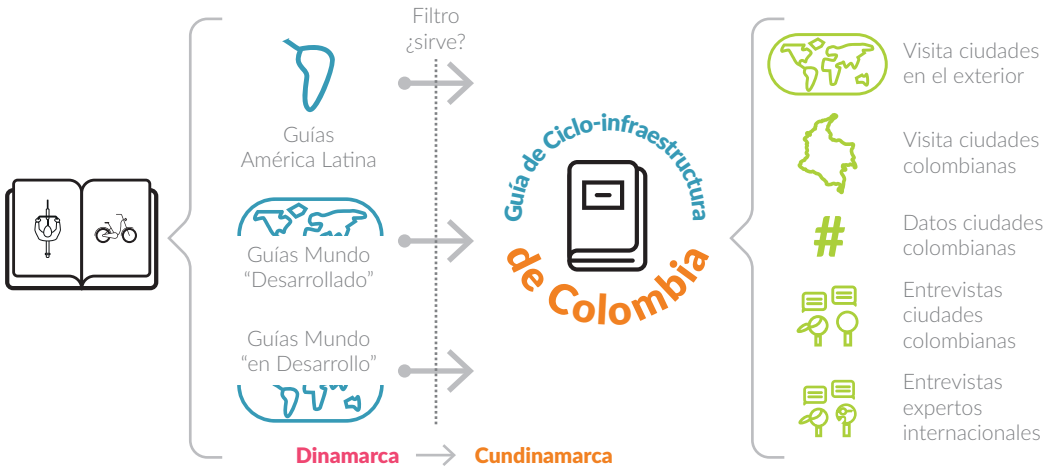 Filtro
¿sirve?
Guías
América Latina
Guías Mundo
“Desarrollado”
Guías Mundo
“en Desarrollo”
Dinamarca
Cundinamarca
Guía de Ciclo-infraestructura
de Colombia
Visita ciudades
en el exterior
Visita ciudades
colombianas
#
Datos ciudades
colombianas
Entrevistas
ciudades
colombianas
Entrevistas
expertos
internacionales